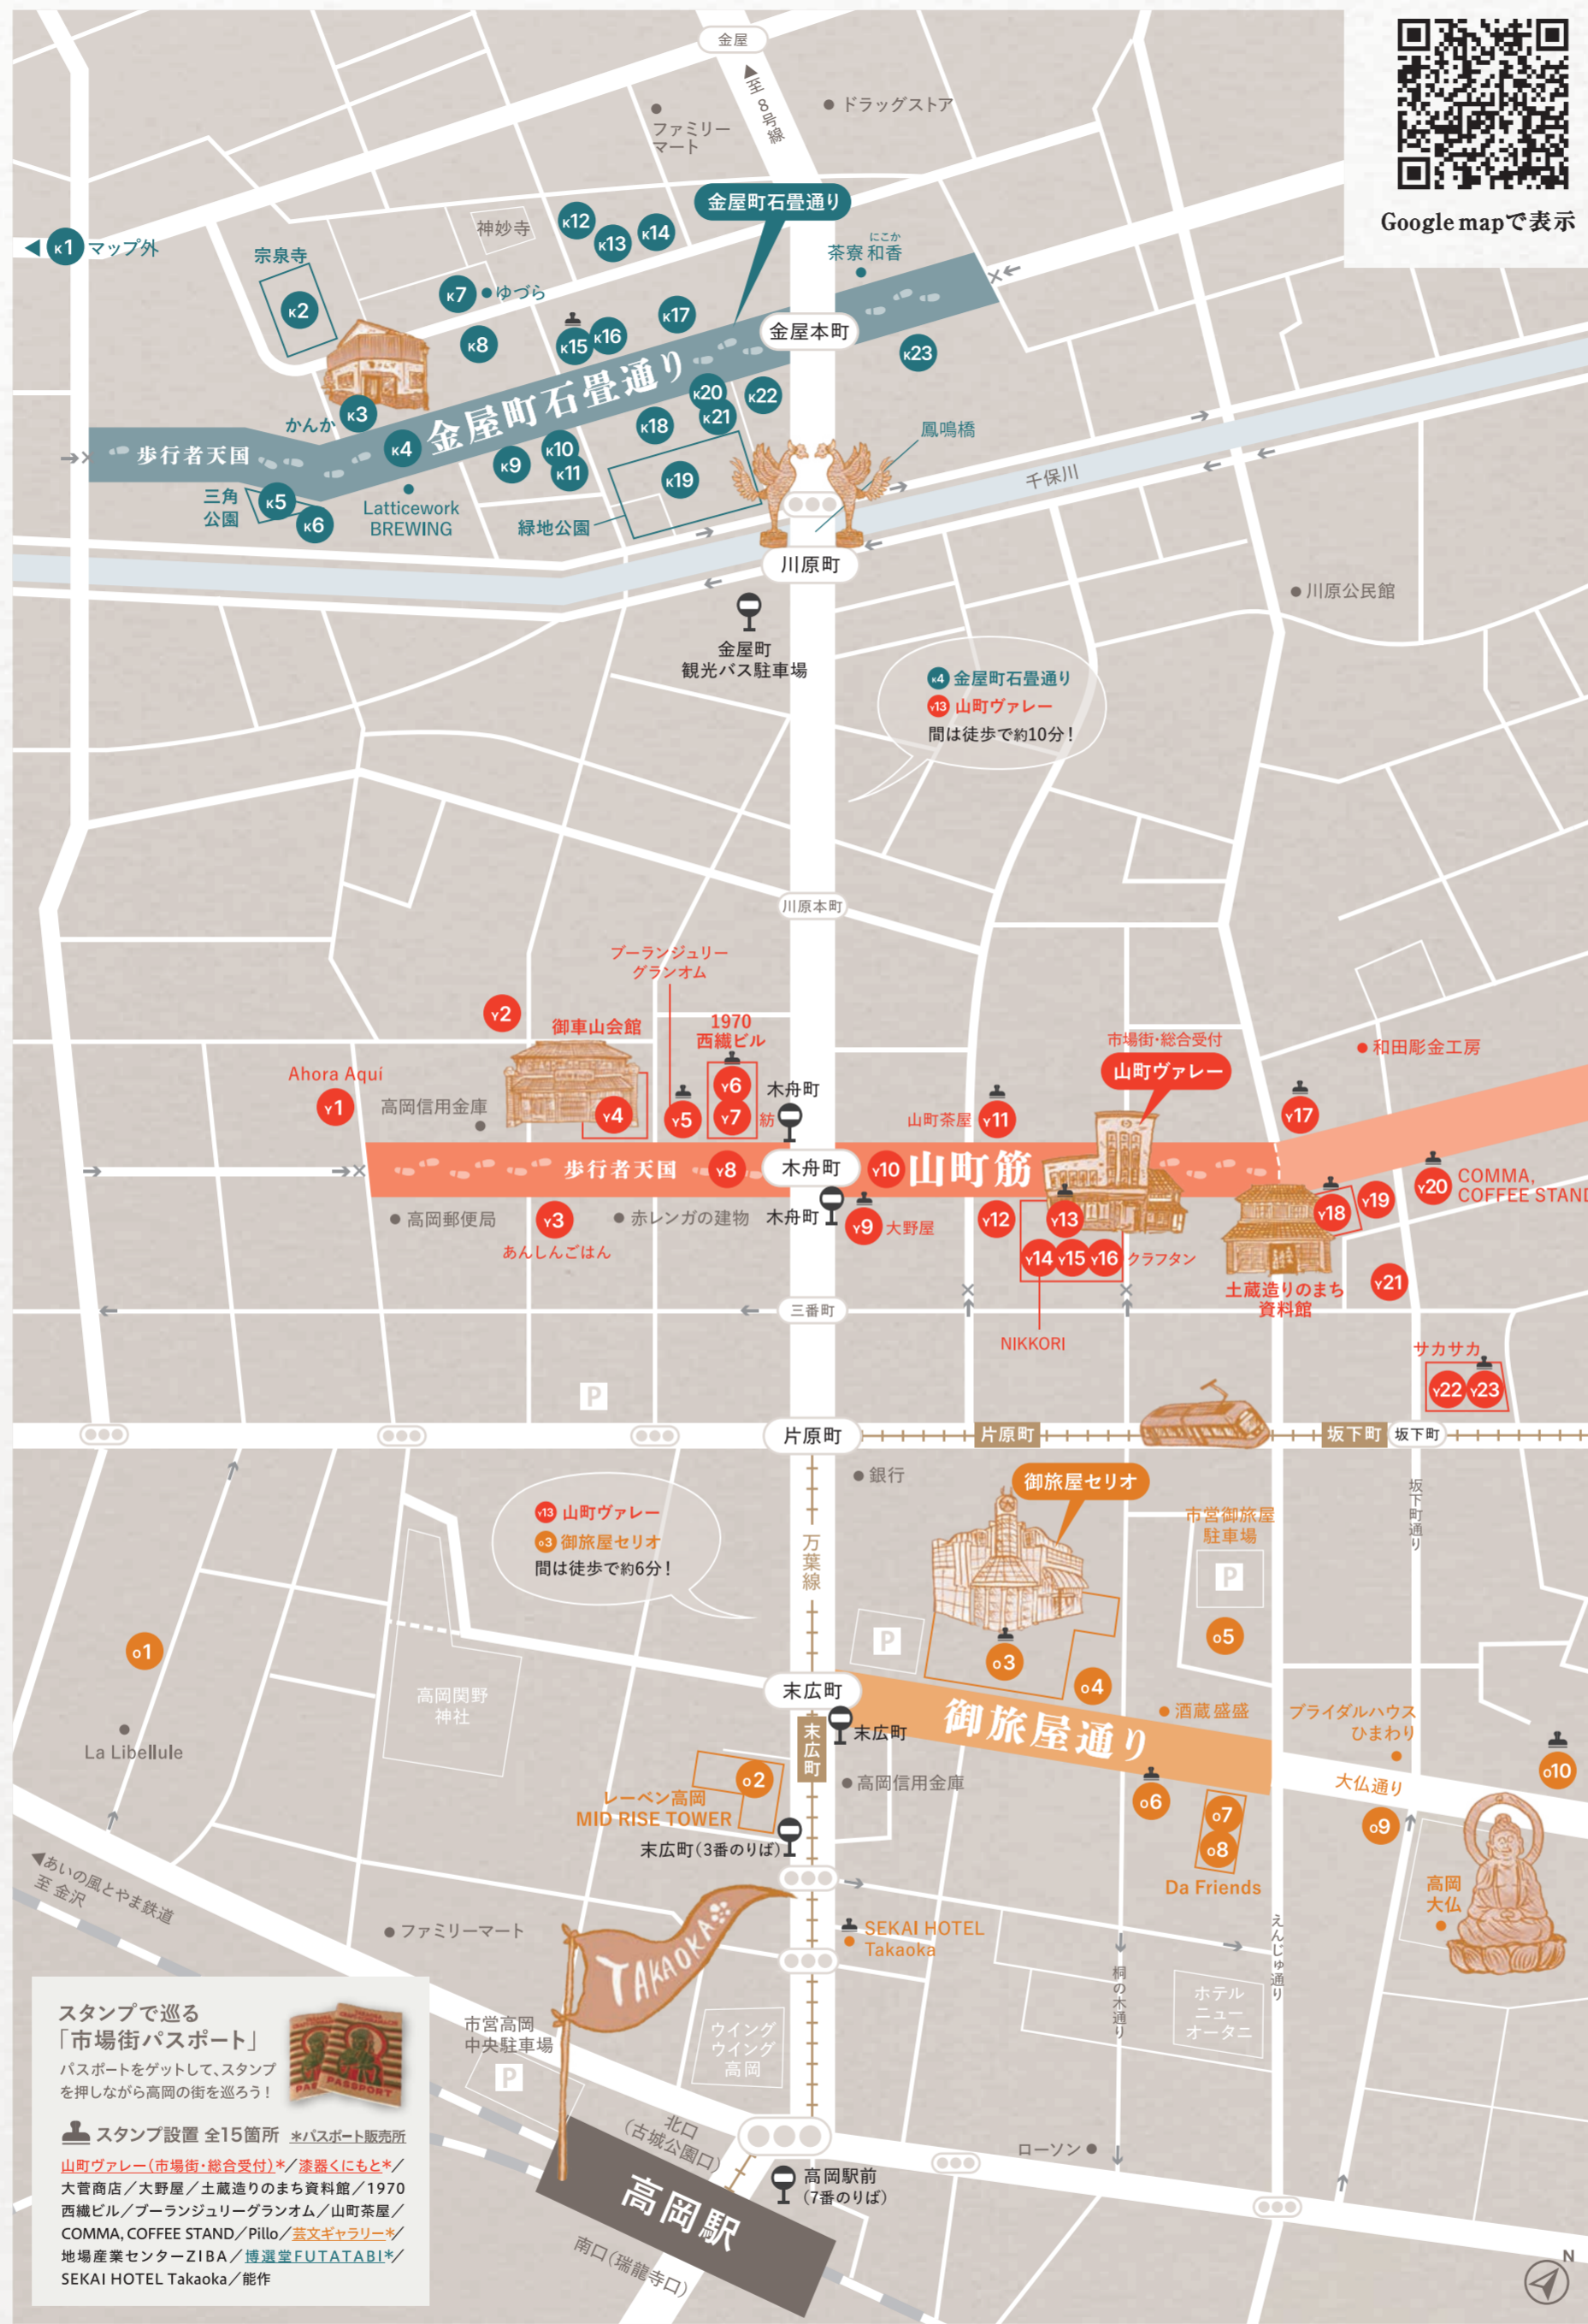 金屋
▲至 8号線
ファミリー
マート
ドラッグストア
Google mapで表示
金屋町石畳通り
神妙寺
K12
K13
K14
にこか
茶寮 和香
◀ K1 マップ外
宗泉寺
K2
K7
ゆづら
K8
K15
K16
K17
金屋本町
K23
金屋町石畳通り
かんか
K3
K4
K20
K21
K22
K18
歩行者天国
K9
K10
K11
K19
鳳鳴橋
三角
公園
K5
K6
Latticework
BREWING
緑地公園
千保川
川原町
川原公民館
金屋町
観光バス駐車場
K4 金屋町石畳通り
Y13 山町ヴァレー
間は徒歩で約10分！
川原本町
ブーランジュリー
グランオム
Y2
御車山会館
1970
西繊ビル
市場街・総合受付
山町ヴァレー
和田彫金工房
Ahora Aquí
Y1
高岡信用金庫
Y4
Y5
Y6
Y7
紡
木舟町
山町茶屋
Y11
Y17
歩行者天国
Y8
木舟町
Y10
山町筋
Y20
COMMA,
COFFEE STAND
高岡郵便局
Y3
あんしんごはん
赤レンガの建物
木舟町
Y9
大野屋
Y12
Y13
Y14
Y15
Y16
クラフタン
Y18
Y19
土蔵造りのまち
資料館
Y21
三番町
NIKKORI
サカサカ
Y22
Y23
P
片原町
片原町
坂下町
坂下町
銀行
御旅屋セリオ
坂下町通り
Y13 山町ヴァレー
O3 御旅屋セリオ
間は徒歩で約6分！
万葉線
市営御旅屋
駐車場
P
O1
P
O3
O5
高岡関野
神社
末広町
O4
御旅屋通り
酒蔵盛盛
ブライダルハウス
ひまわり
La Libellule
末広町
末広町
O2
高岡信用金庫
O6
大仏通り
O10
レーベン高岡
MID RISE TOWER
O7
O8
O9
末広町（3番のりば）
Da Friends
高岡
大仏
◀あいの風とやま鉄道
至 金沢
ファミリーマート
TAKAOKA
SEKAI HOTEL
Takaoka
えんじゅ通り
桐の木通り
ホテル
ニュー
オータニ
市営高岡
中央駐車場
P
ウイング
ウイング
高岡
北口
（古城公園口）
ローソン
高岡駅前
（7番のりば）
高岡駅
南口（瑞龍寺口）
N
スタンプで巡る
「市場街パスポート」
パスポートをゲットして、スタンプ
を押しながら高岡の街を巡ろう！
PASSPORT
スタンプ設置 全15箇所 ＊パスポート販売所
山町ヴァレー（市場街・総合受付）＊／漆器くにもと＊／
大菅商店／大野屋／土蔵造りのまち資料館／1970
西繊ビル／ブーランジュリーグランオム／山町茶屋／
COMMA, COFFEE STAND／Pillo／芸文ギャラリー＊／
地場産業センターZIBA／博選堂FUTATABI＊／
SEKAI HOTEL Takaoka／能作